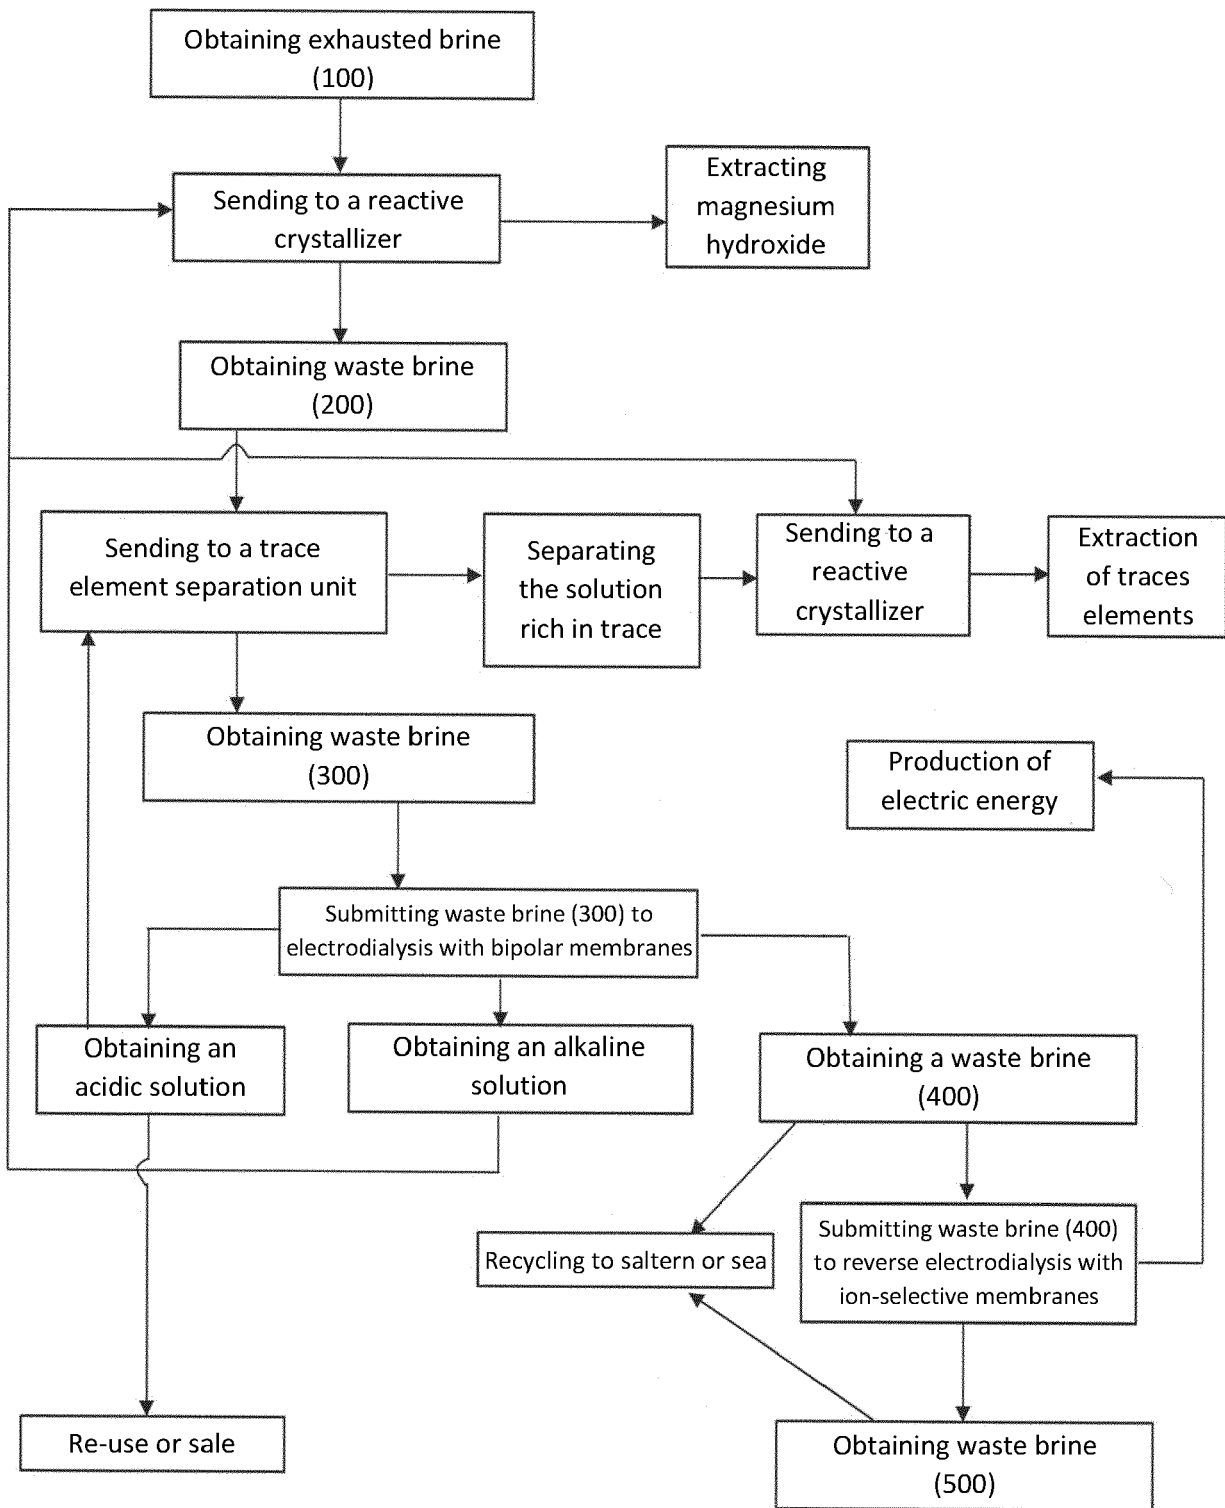 Obtaining exhausted brine
(100)
Sending to a reactive
crystallizer
Extracting
magnesium
hydroxide
Obtaining waste brine
(200)
Sending to a trace
element separation unit
Separating
the solution
rich in trace
Sending to a
reactive
crystallizer
Extraction
of traces
elements
Obtaining waste brine
(300)
Production of
electric energy
Submitting waste brine (300) to
electrodialysis with bipolar membranes
Obtaining an
acidic solution
Obtaining an alkaline
solution
Obtaining a waste brine
(400)
Recycling to saltern or sea
Submitting waste brine (400)
to reverse electrodialysis with
ion-selective membranes
Re-use or sale
Obtaining waste brine
(500)